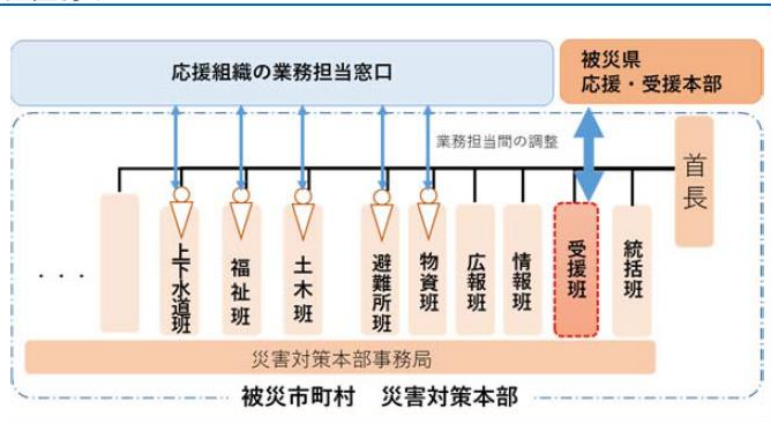 応援組織の業務担当窓口
被災県
応援・受援本部
業務担当間の調整
首長
・・・
上下水道班
福祉班
土木班
避難所班
物資班
広報班
情報班
受援班
統括班
災害対策本部事務局
被災市町村　災害対策本部